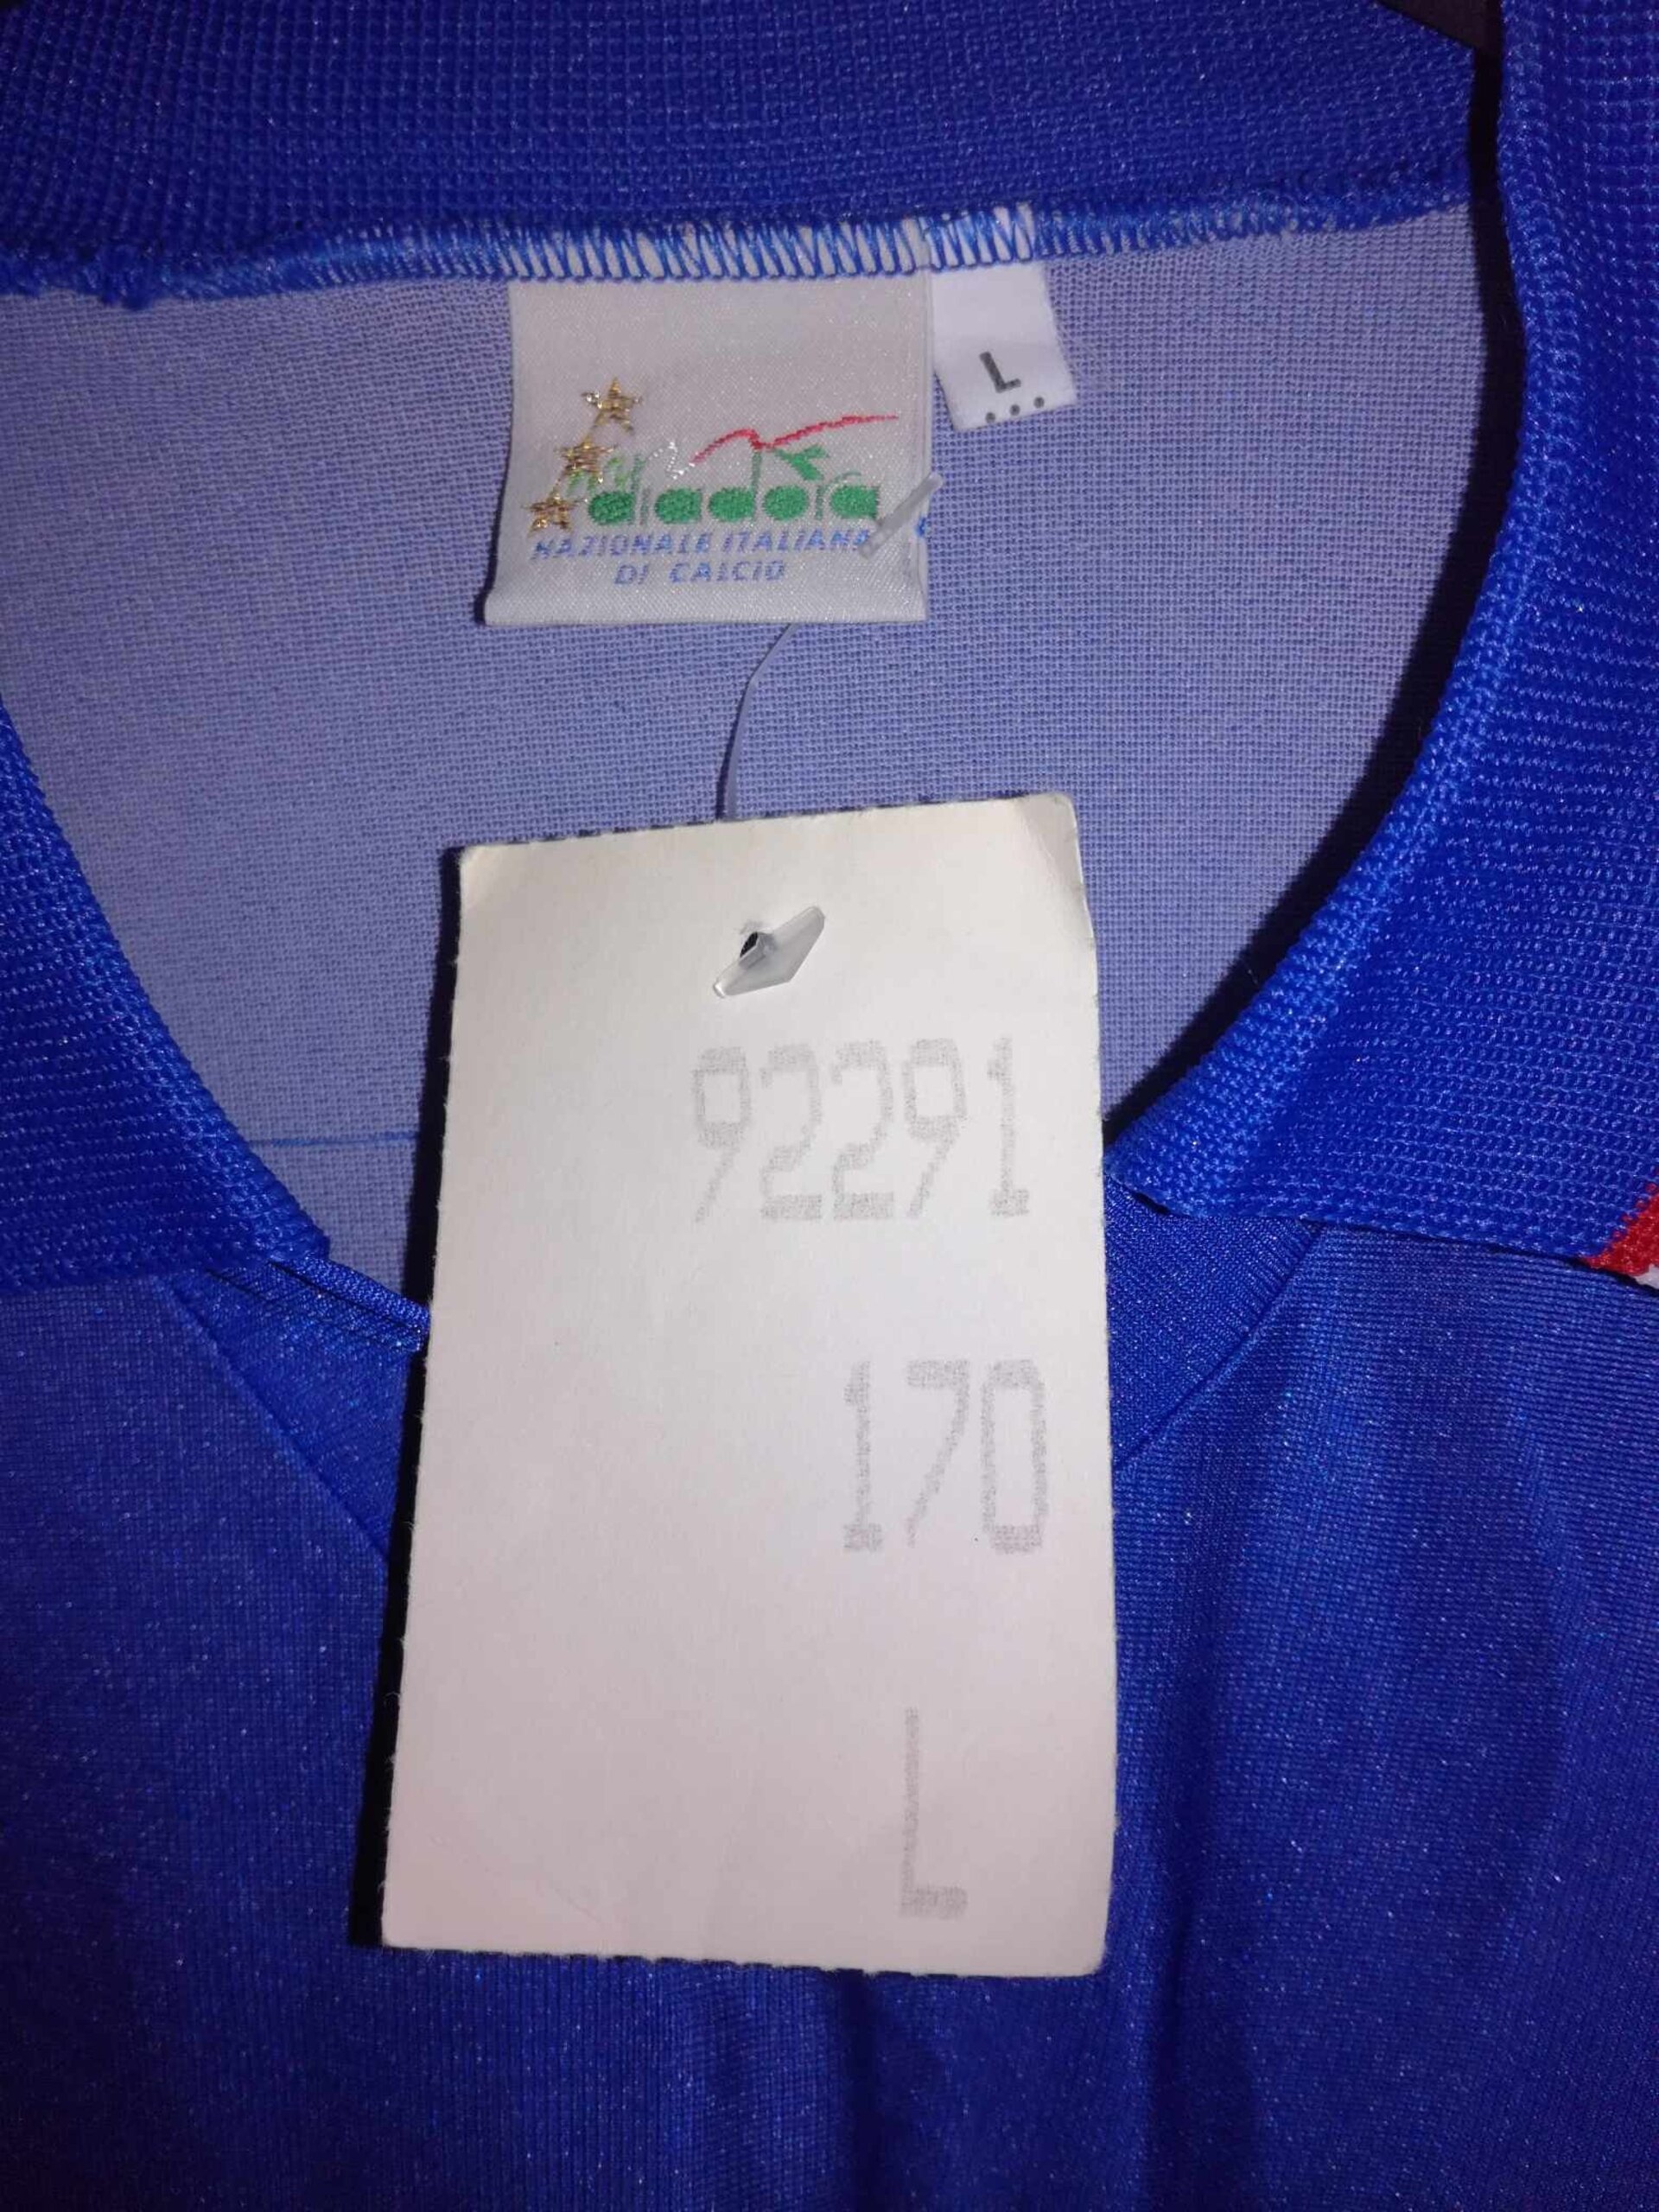 L
diadora
NAZIONALE ITALIANA
DI CALCIO
92291
170
L